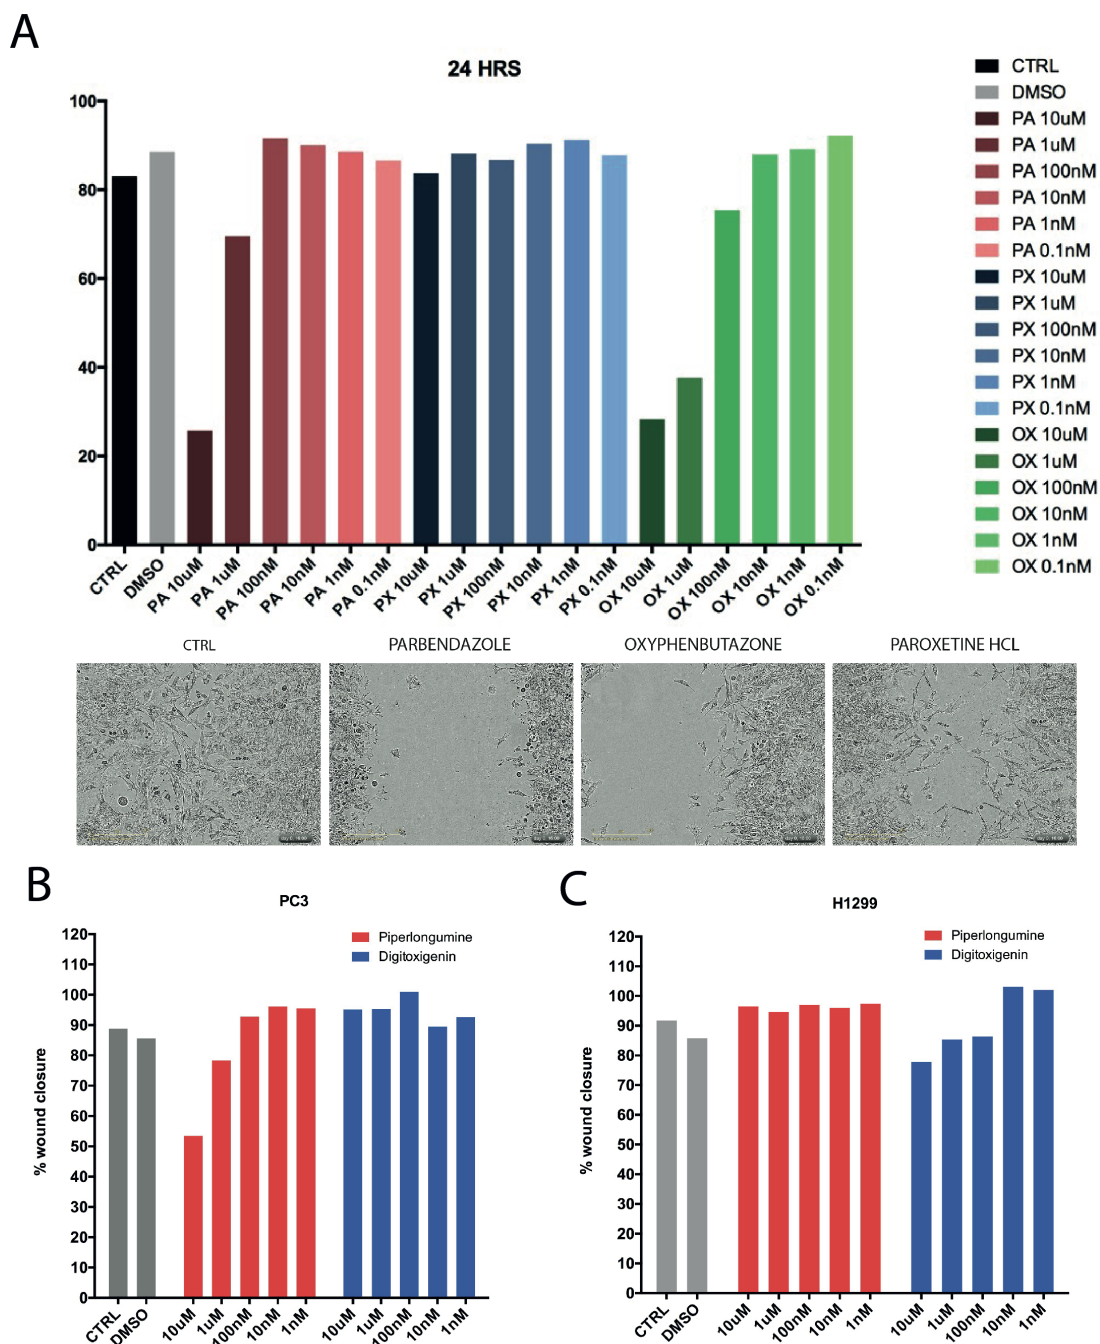 A
24 HRS
100
80
60
40
20
0
CTRL
DMSO
PA 10uM
PA 1uM
PA 100nM
PA 10nM
PA 1nM
PA 0.1nM
PX 10uM
PX 1uM
PX 100nM
PX 10nM
PX 1nM
PX 0.1nM
OX 10uM
OX 1uM
OX 100nM
OX 10nM
OX 1nM
OX 0.1nM
CTRL
DMSO
PA 10uM
PA 1uM
PA 100nM
PA 10nM
PA 1nM
PA 0.1nM
PX 10uM
PX 1uM
PX 100nM
PX 10nM
PX 1nM
PX 0.1nM
OX 10uM
OX 1uM
OX 100nM
OX 10nM
OX 1nM
OX 0.1nM
CTRL
PARBENDAZOLE
OXYPHENBUTAZONE
PAROXETINE HCL
B
PC3
Piperlongumine
Digitoxigenin
% wound closure
120
110
100
90
80
70
60
50
40
30
20
10
0
CTRL
DMSO
10uM
1uM
100nM
10nM
1nM
10uM
1uM
100nM
10nM
1nM
C
H1299
Piperlongumine
Digitoxigenin
% wound closure
120
110
100
90
80
70
60
50
40
30
20
10
0
CTRL
DMSO
10uM
1uM
100nM
10nM
1nM
10uM
1uM
100nM
10nM
1nM